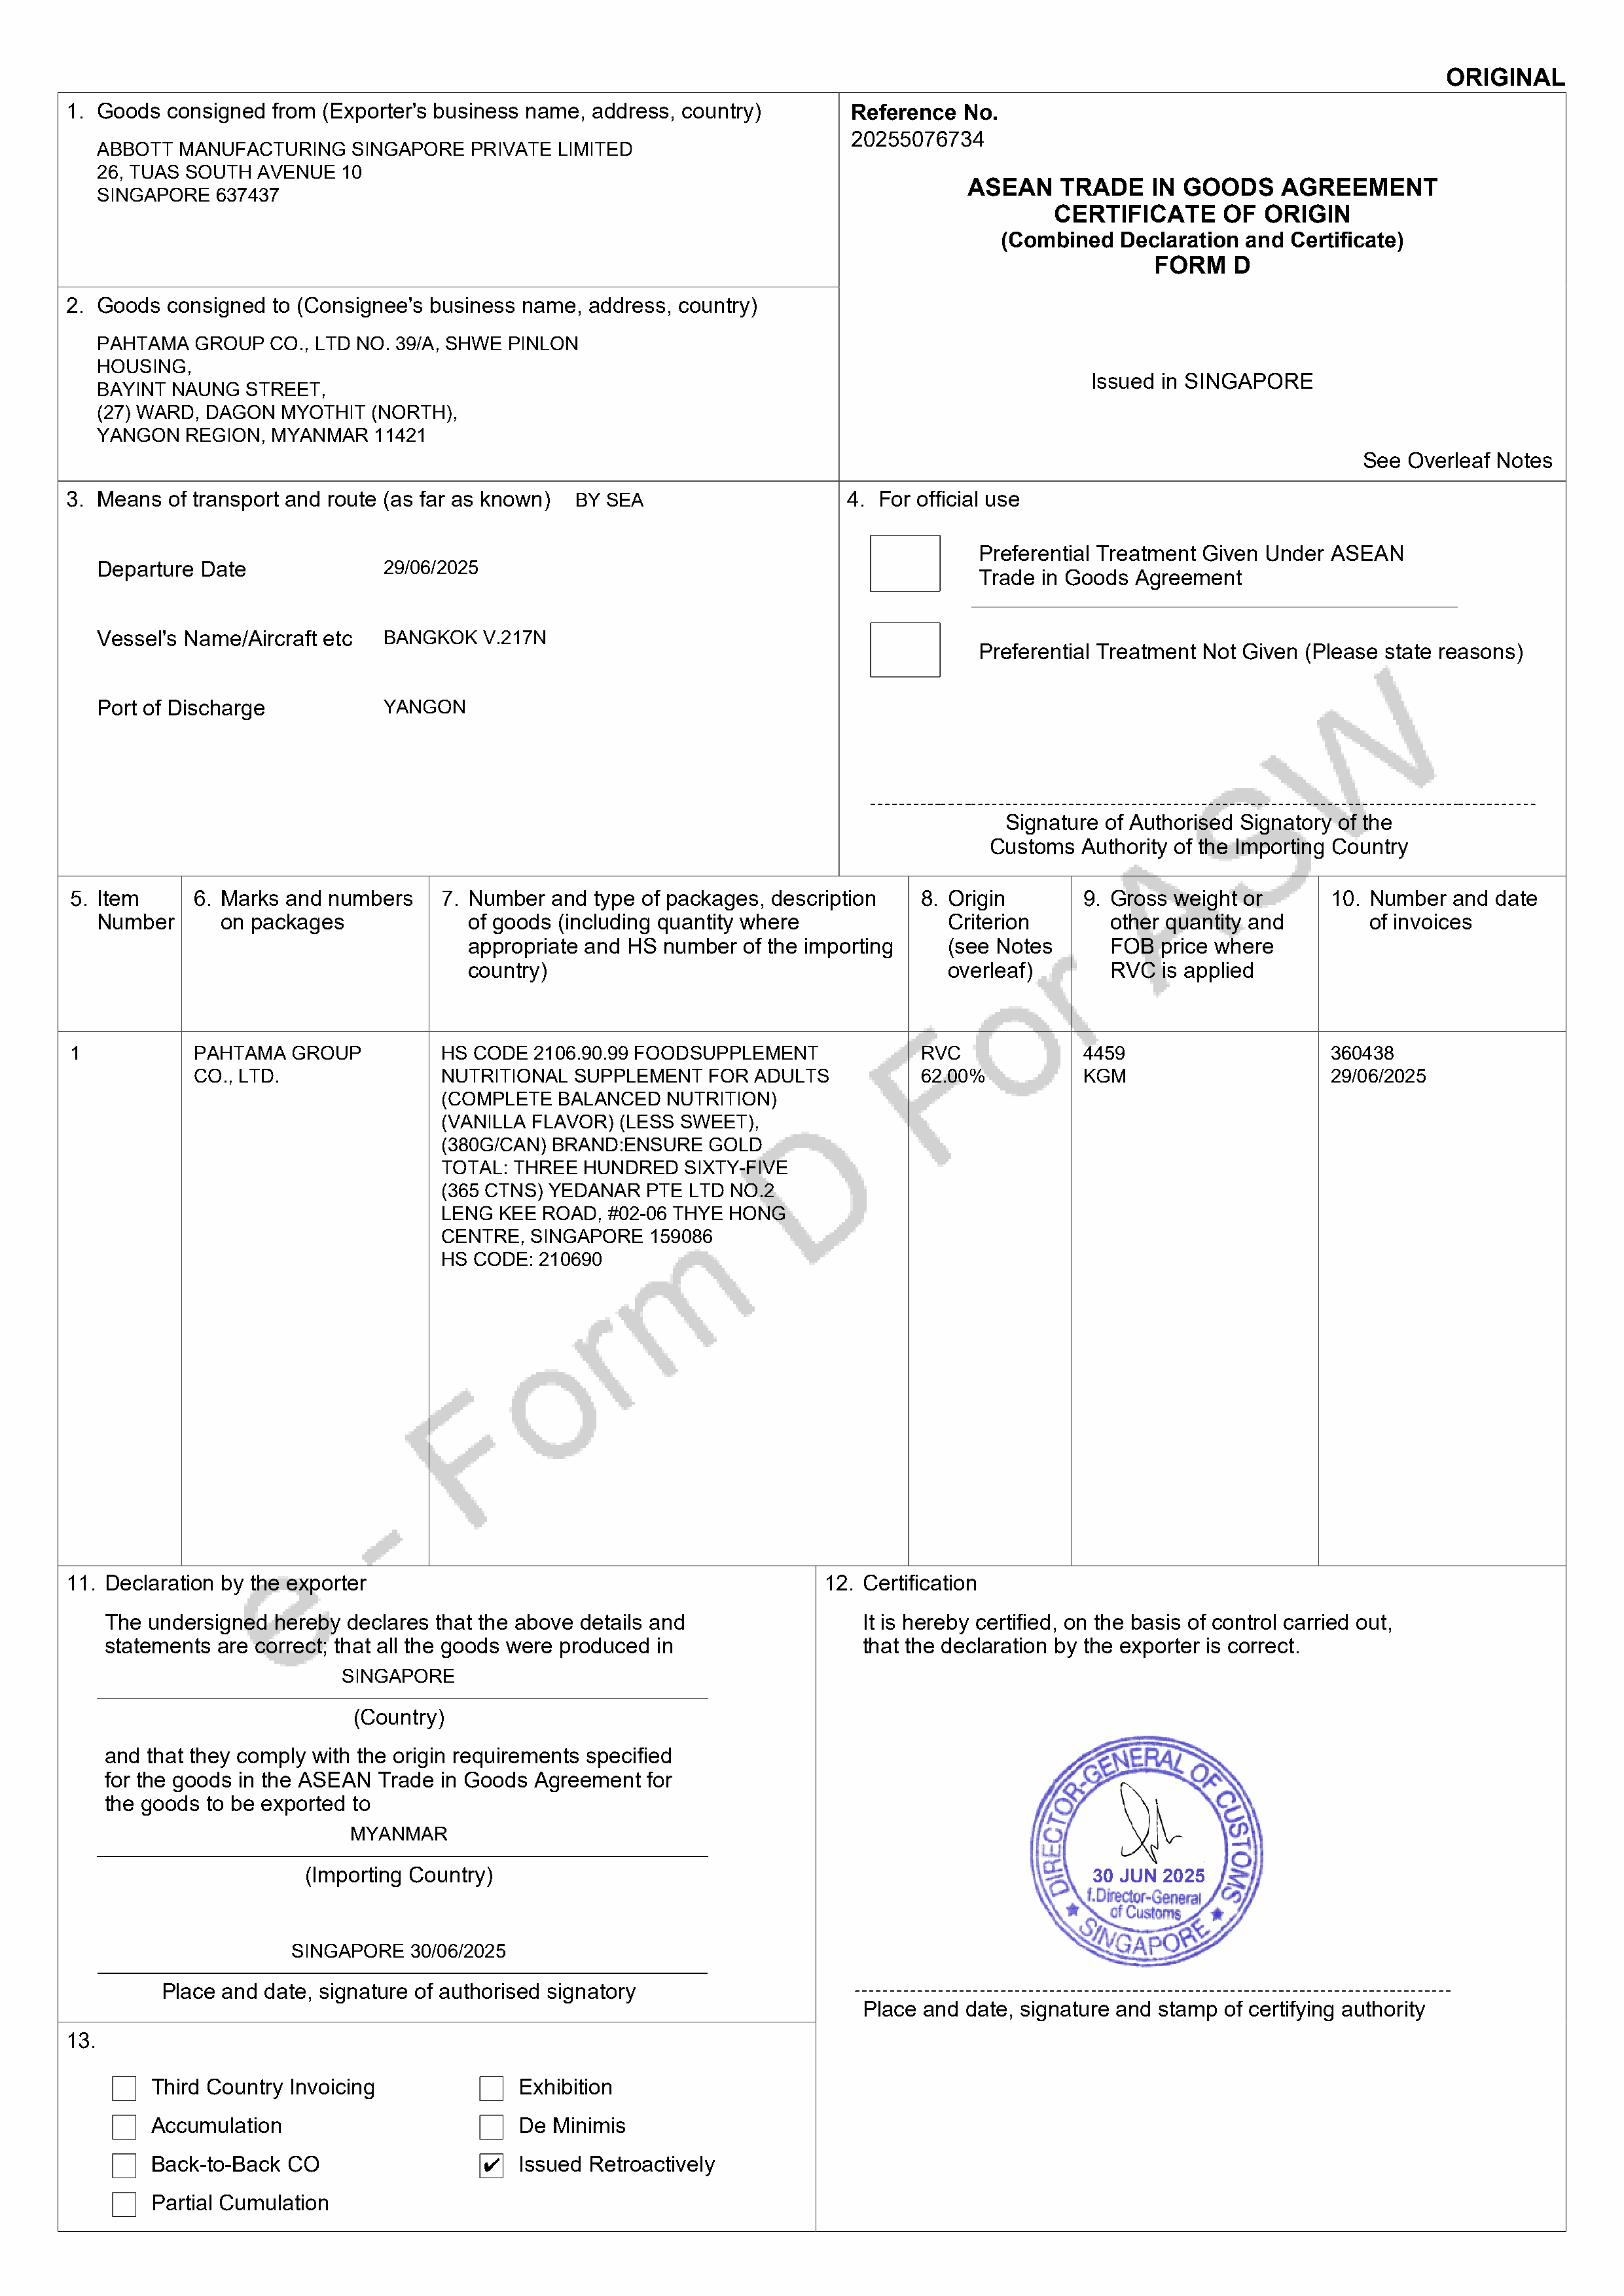 ORIGINAL
1. Goods consigned from (Exporter's business name, address, country)
ABBOTT MANUFACTURING SINGAPORE PRIVATE LIMITED
26, TUAS SOUTH AVENUE 10
SINGAPORE 637437
Reference No.
20255076734
ASEAN TRADE IN GOODS AGREEMENT
CERTIFICATE OF ORIGIN
(Combined Declaration and Certificate)
FORM D
Issued in SINGAPORE
See Overleaf Notes
2. Goods consigned to (Consignee's business name, address, country)
PAHTAMA GROUP CO., LTD NO. 39/A, SHWE PINLON
HOUSING,
BAYINT NAUNG STREET,
(27) WARD, DAGON MYOTHIT (NORTH),
YANGON REGION, MYANMAR 11421
3. Means of transport and route (as far as known) BY SEA
Departure Date 29/06/2025
Vessel's Name/Aircraft etc BANGKOK V.217N
Port of Discharge YANGON
4. For official use
Preferential Treatment Given Under ASEAN
Trade in Goods Agreement
Preferential Treatment Not Given (Please state reasons)
Signature of Authorised Signatory of the
Customs Authority of the Importing Country
5. Item
Number
6. Marks and numbers
on packages
7. Number and type of packages, description
of goods (including quantity where
appropriate and HS number of the importing
country)
8. Origin
Criterion
(see Notes
overleaf)
9. Gross weight or
other quantity and
FOB price where
RVC is applied
10. Number and date
of invoices
1
PAHTAMA GROUP
CO., LTD.
HS CODE 2106.90.99 FOODSUPPLEMENT
NUTRITIONAL SUPPLEMENT FOR ADULTS
(COMPLETE BALANCED NUTRITION)
(VANILLA FLAVOR) (LESS SWEET),
(380G/CAN) BRAND:ENSURE GOLD
TOTAL: THREE HUNDRED SIXTY-FIVE
(365 CTNS) YEDANAR PTE LTD NO.2
LENG KEE ROAD, #02-06 THYE HONG
CENTRE, SINGAPORE 159086
HS CODE: 210690
RVC
62.00%
4459
KGM
360438
29/06/2025
e - Form D For ASW
11. Declaration by the exporter
The undersigned hereby declares that the above details and
statements are correct; that all the goods were produced in
SINGAPORE
(Country)
and that they comply with the origin requirements specified
for the goods in the ASEAN Trade in Goods Agreement for
the goods to be exported to
MYANMAR
(Importing Country)
SINGAPORE 30/06/2025
Place and date, signature of authorised signatory
12. Certification
It is hereby certified, on the basis of control carried out,
that the declaration by the exporter is correct.
DIRECTOR-GENERAL OF CUSTOMS
30 JUN 2025
f.Director-General
of Customs
★ SINGAPORE ★
Place and date, signature and stamp of certifying authority
13.
Third Country Invoicing
Accumulation
Back-to-Back CO
Partial Cumulation
Exhibition
De Minimis
✔ Issued Retroactively